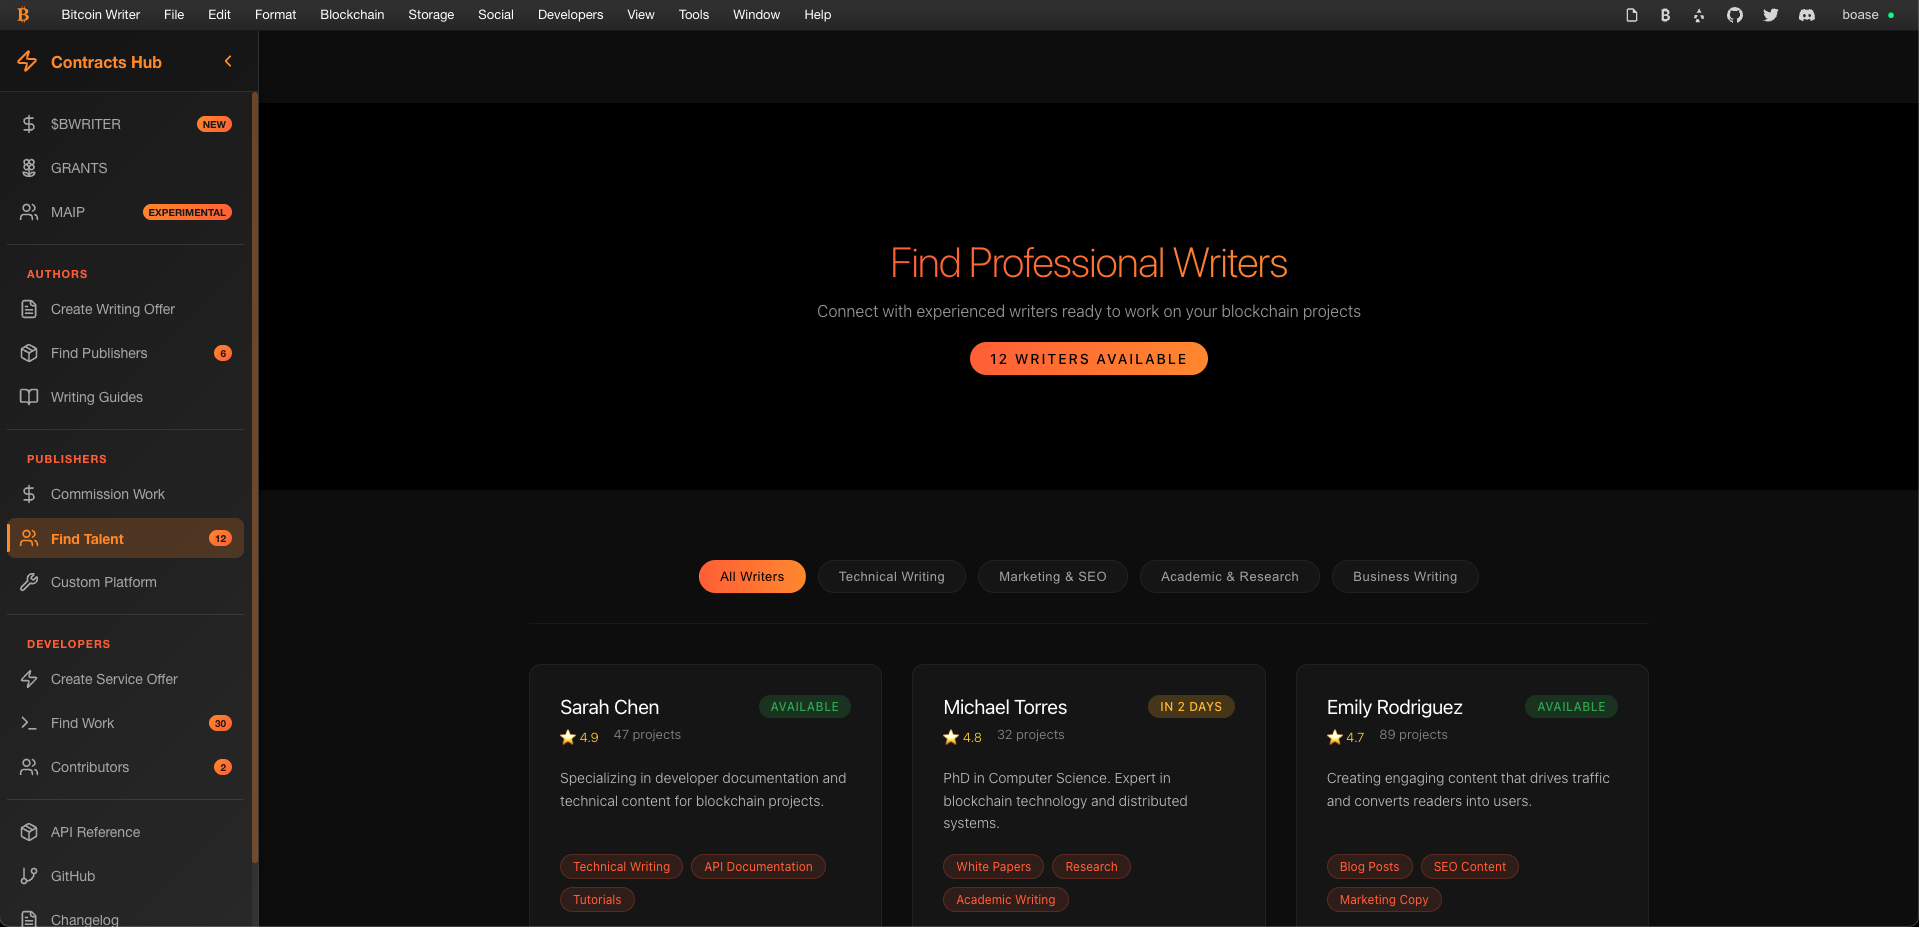 Bitcoin Writer File Edit Format Blockchain Storage Social Developers View Tools Window Help boase
Contracts Hub
$BWRITER NEW
GRANTS
MAIP EXPERIMENTAL
AUTHORS
Create Writing Offer
Find Publishers 6
Writing Guides
PUBLISHERS
Commission Work
Find Talent 12
Custom Platform
DEVELOPERS
Create Service Offer
Find Work 30
Contributors 2
API Reference
GitHub
Changelog
Find Professional Writers
Connect with experienced writers ready to work on your blockchain projects
12 WRITERS AVAILABLE
All Writers Technical Writing Marketing & SEO Academic & Research Business Writing
Sarah Chen AVAILABLE
4.9 47 projects
Specializing in developer documentation and
technical content for blockchain projects.
Technical Writing API Documentation
Tutorials
Michael Torres IN 2 DAYS
4.8 32 projects
PhD in Computer Science. Expert in
blockchain technology and distributed
systems.
White Papers Research
Academic Writing
Emily Rodriguez AVAILABLE
4.7 89 projects
Creating engaging content that drives traffic
and converts readers into users.
Blog Posts SEO Content
Marketing Copy